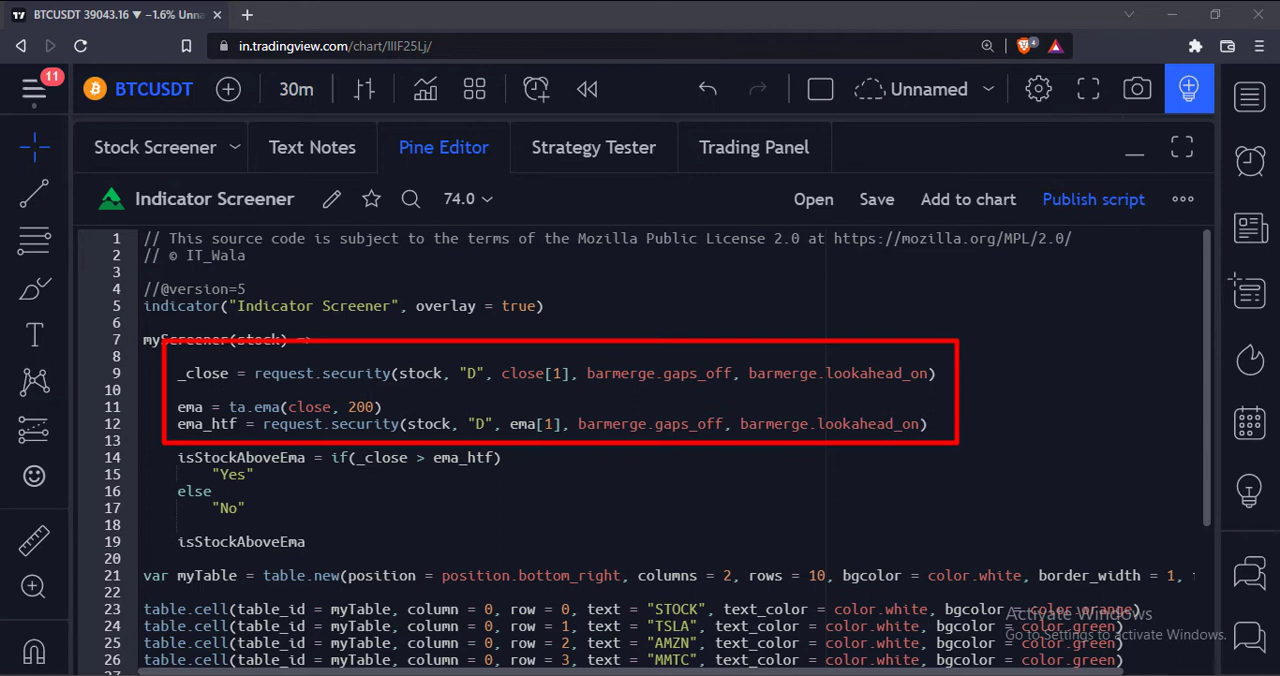 BTCUSDT 39043.16 ▼ −1.6% Unna
in.tradingview.com/chart/IIIF25Lj/
4
11
BTCUSDT
30m
Unnamed
Stock Screener
Text Notes
Pine Editor
Strategy Tester
Trading Panel
Indicator Screener
74.0
Open
Save
Add to chart
Publish script
1 // This source code is subject to the terms of the Mozilla Public License 2.0 at https://mozilla.org/MPL/2.0/
2 // © IT_Wala
3
4 //@version=5
5 indicator("Indicator Screener", overlay = true)
6
7 myScreener(stock) =>
8
9 _close = request.security(stock, "D", close[1], barmerge.gaps_off, barmerge.lookahead_on)
10
11 ema = ta.ema(close, 200)
12 ema_htf = request.security(stock, "D", ema[1], barmerge.gaps_off, barmerge.lookahead_on)
13
14 isStockAboveEma = if(_close > ema_htf)
15 "Yes"
16 else
17 "No"
18
19 isStockAboveEma
20
21 var myTable = table.new(position = position.bottom_right, columns = 2, rows = 10, bgcolor = color.white, border_width = 1,
22
23 table.cell(table_id = myTable, column = 0, row = 0, text = "STOCK", text_color = color.white, bgcolor = color.orange)
24 table.cell(table_id = myTable, column = 0, row = 1, text = "TSLA", text_color = color.white, bgcolor = color.green)
25 table.cell(table_id = myTable, column = 0, row = 2, text = "AMZN", text_color = color.white, bgcolor = color.green)
26 table.cell(table_id = myTable, column = 0, row = 3, text = "MMTC", text_color = color.white, bgcolor = color.green)
Activate Windows
Go to Settings to activate Windows.